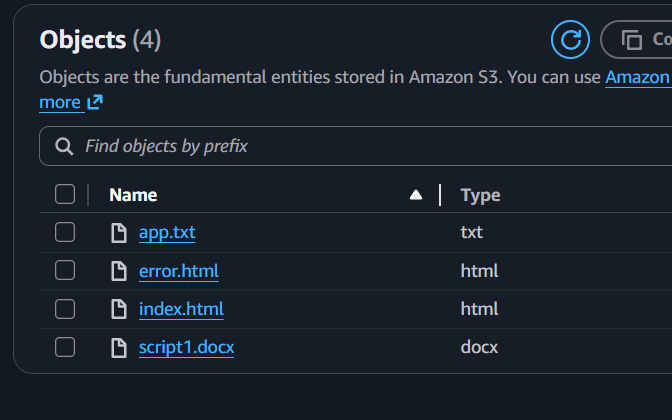 Objects (4)
Co
Objects are the fundamental entities stored in Amazon S3. You can use Amazon
more
Find objects by prefix
Name Type
app.txt txt
error.html html
index.html html
script1.docx docx